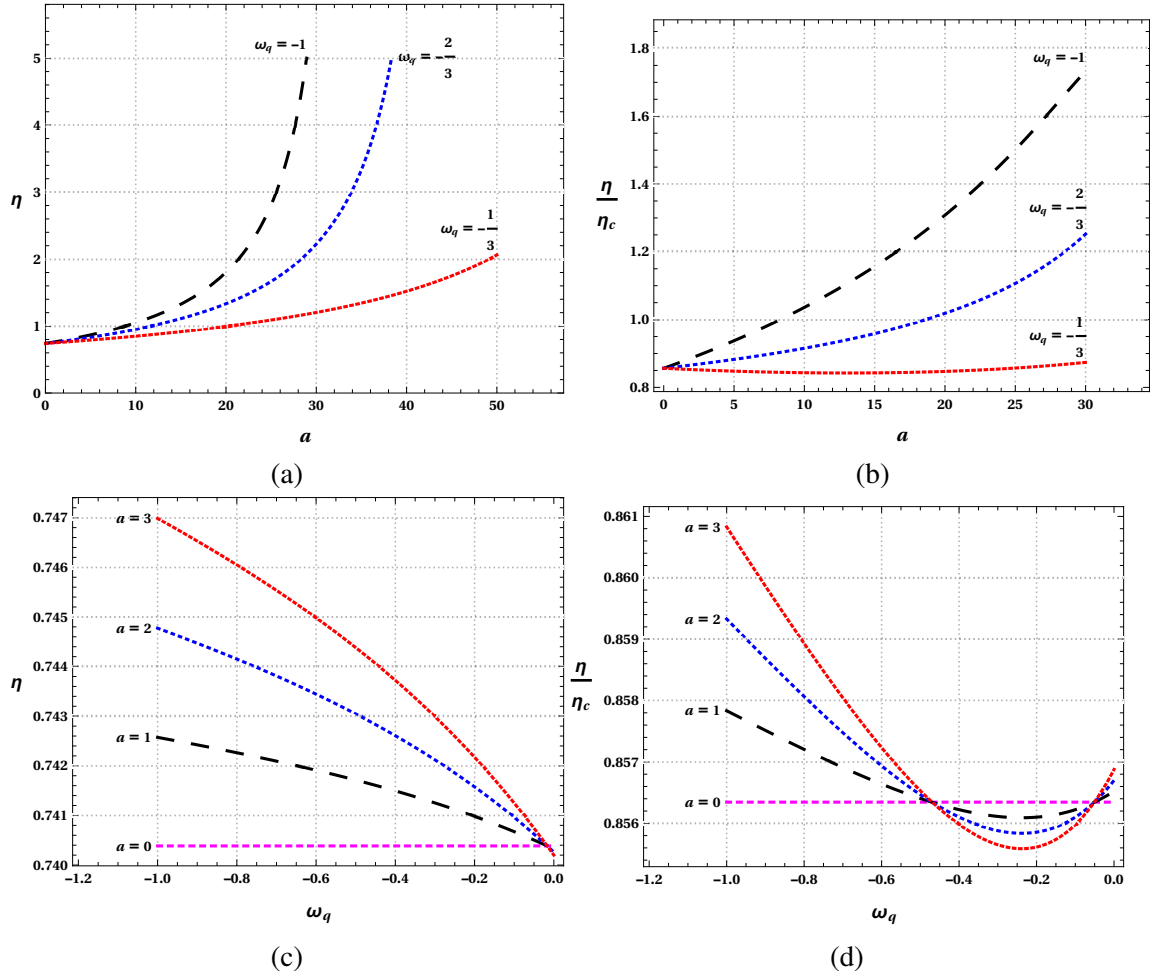 5
4
3
2
1
0
η
ω_q = -1
ω_q = -2/3
ω_q = -1/3
0 10 20 30 40 50
a
(a)
1.8
1.6
1.4
1.2
1.0
0.8
η/η_c
ω_q = -1
ω_q = -2/3
ω_q = -1/3
0 5 10 15 20 25 30
a
(b)
0.747
0.746
0.745
0.744
0.743
0.742
0.741
0.740
η
a = 3
a = 2
a = 1
a = 0
-1.2 -1.0 -0.8 -0.6 -0.4 -0.2 0.0
ω_q
(c)
0.861
0.860
0.859
0.858
0.857
0.856
η/η_c
a = 3
a = 2
a = 1
a = 0
-1.2 -1.0 -0.8 -0.6 -0.4 -0.2 0.0
ω_q
(d)